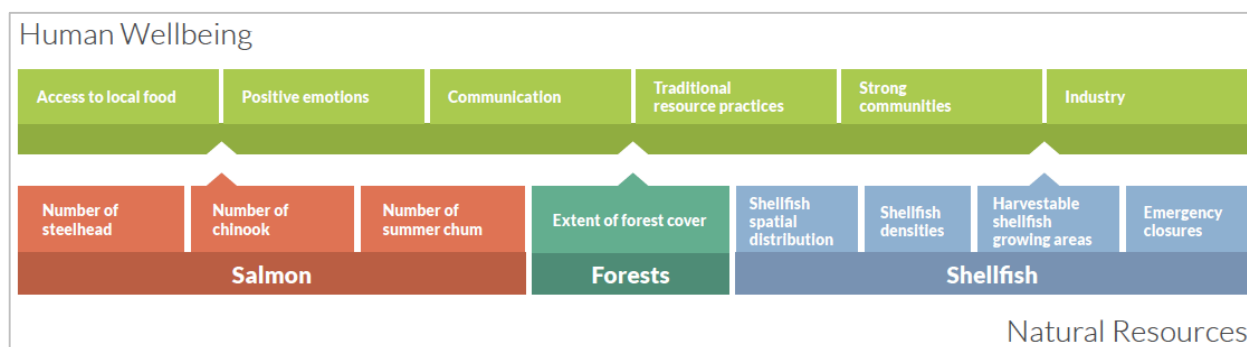 Human Wellbeing
Access to local food
Positive emotions
Communication
Traditional
resource practices
Strong
communities
Industry
Number of
steelhead
Number of
chinook
Number of
summer chum
Extent of forest cover
Shellfish
spatial
distribution
Shellfish
densities
Harvestable
shellfish
growing areas
Emergency
closures
Salmon
Forests
Shellfish
Natural Resources